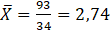 X̄ = 93/34 = 2,74